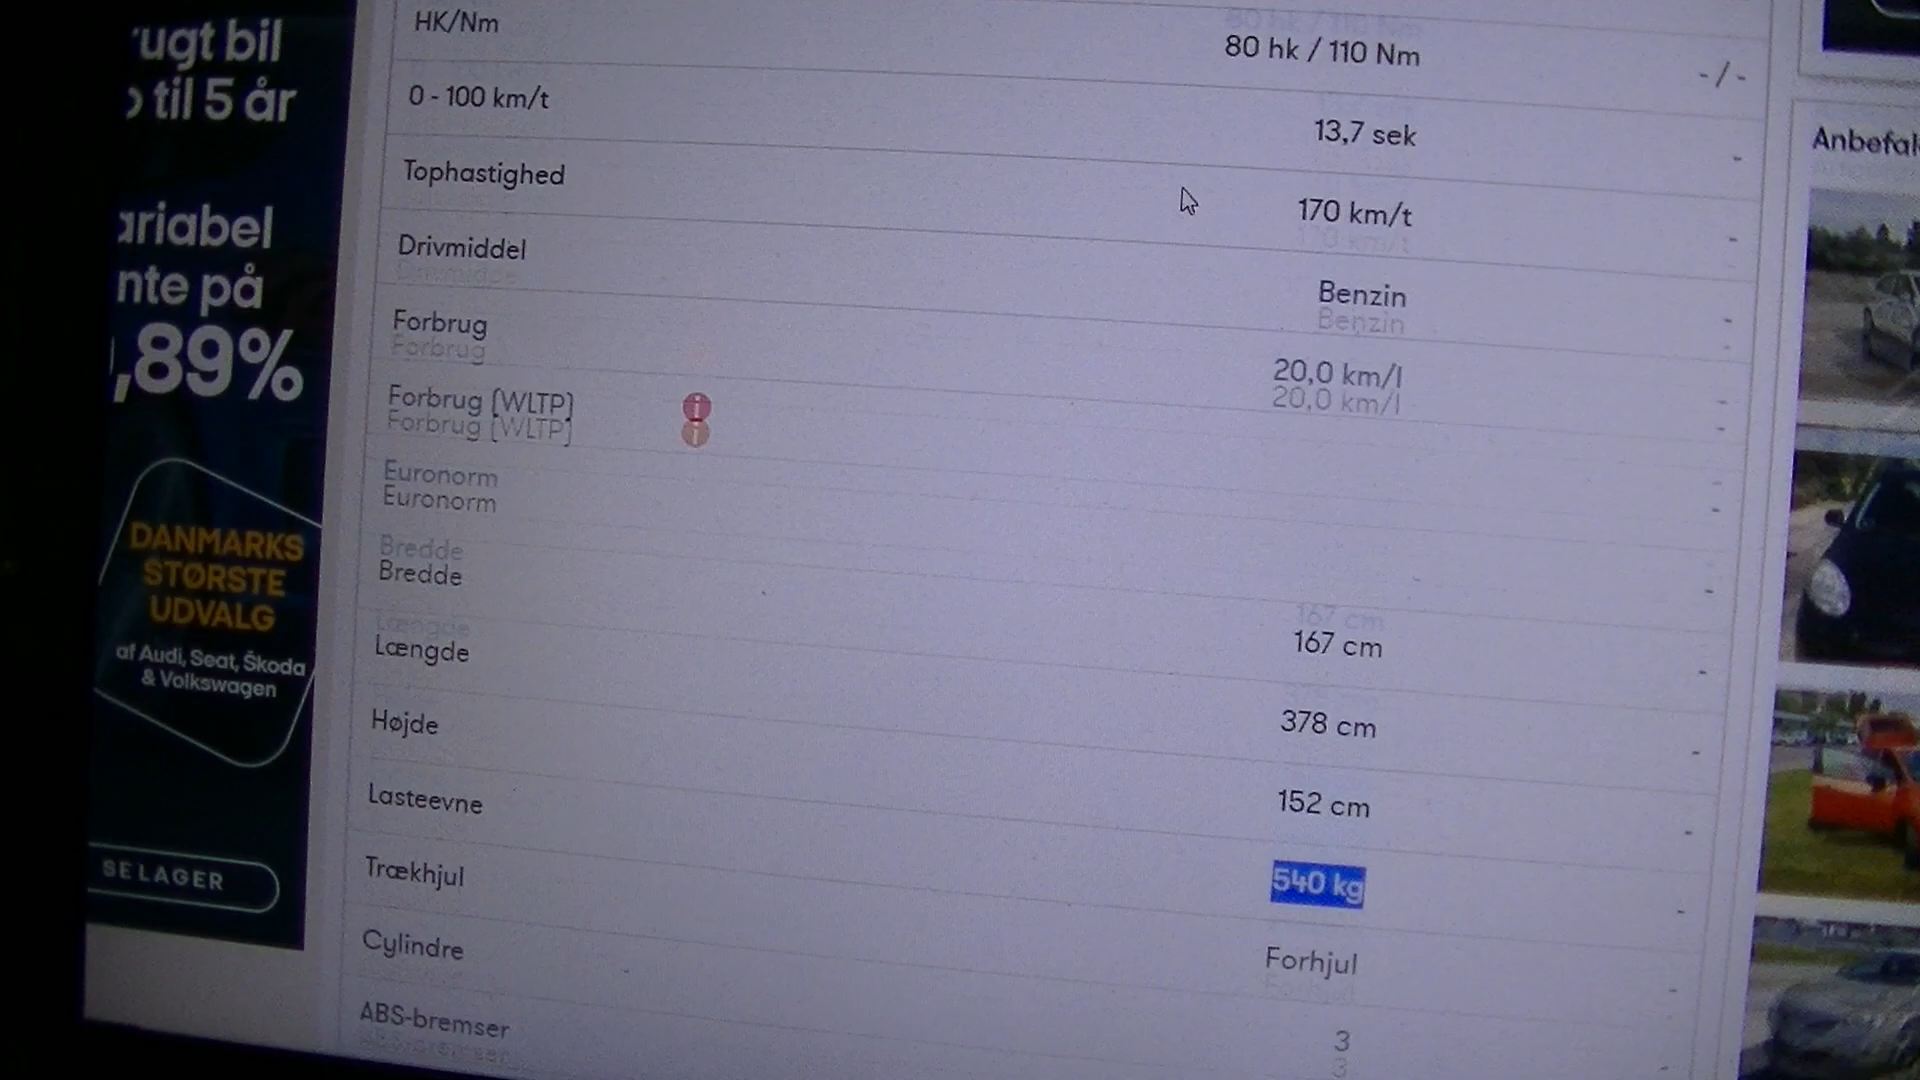 ugt bil
til 5 år
ariabel
nte på
,89%
DANMARKS
STØRSTE
UDVALG
af Audi, Seat, Škoda
& Volkswagen
SE LAGER
HK/Nm
80 hk / 110 Nm
- / -
0 - 100 km/t
13,7 sek
-
Tophastighed
170 km/t
-
Drivmiddel
Benzin
-
Forbrug
20,0 km/l
-
Forbrug (WLTP)
i
-
Euronorm
-
Bredde
167 cm
-
Længde
378 cm
-
Højde
152 cm
-
Lasteevne
540 kg
-
Trækhjul
Forhjul
-
Cylindre
3
-
ABS-bremser
Anbefal